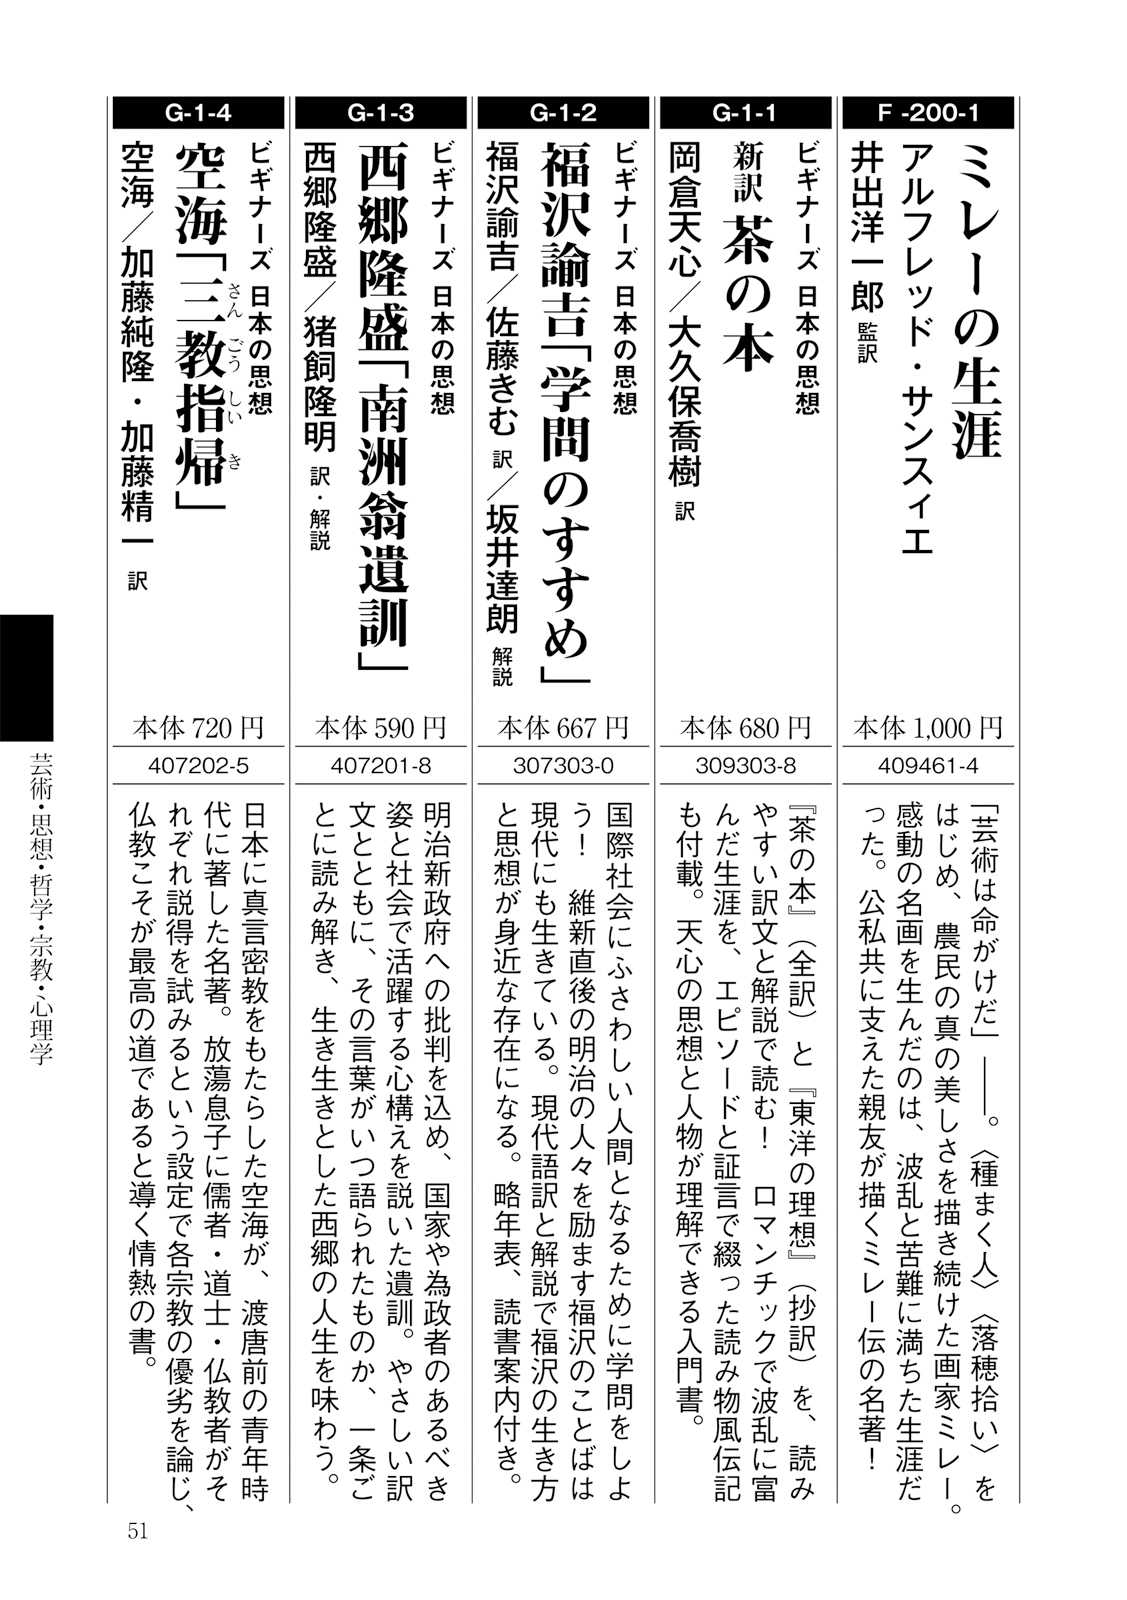 F-200-1
ミレーの生涯
アルフレッド・サンスィエ
井出洋一郎 監訳
本体1,000円
409461-4
「芸術は命がけだ」――。〈種まく人〉〈落穂拾い〉を
はじめ、農民の真の美しさを描き続けた画家ミレー。
感動の名画を生んだのは、波乱と苦難に満ちた生涯だ
った。公私共に支えた親友が描くミレー伝の名著！
G-1-1
ビギナーズ 日本の思想
新訳 茶の本
岡倉天心／大久保喬樹 訳
本体680円
309303-8
『茶の本』（全訳）と『東洋の理想』（抄訳）を、読み
やすい訳文と解説で読む！　ロマンチックで波乱に富
んだ生涯を、エピソードと証言で綴った読み物風伝記
も付載。天心の思想と人物が理解できる入門書。
G-1-2
ビギナーズ 日本の思想
福沢諭吉「学問のすすめ」
福沢諭吉／佐藤きむ 訳／坂井達朗 解説
本体667円
307303-0
国際社会にふさわしい人間となるために学問をしよ
う！　維新直後の明治の人々を励ます福沢のことばは
現代にも生きている。現代語訳と解説で福沢の生き方
と思想が身近な存在になる。略年表、読書案内付き。
G-1-3
ビギナーズ 日本の思想
西郷隆盛「南洲翁遺訓」
西郷隆盛／猪飼隆明 訳・解説
本体590円
407201-8
明治新政府への批判を込め、国家や為政者のあるべき
姿と社会で活躍する心構えを説いた遺訓。やさしい訳
文とともに、その言葉がいつ語られたものか、一条ご
とに読み解き、生き生きとした西郷の人生を味わう。
G-1-4
ビギナーズ 日本の思想
空海「三教指帰」
さんごうしいき
空海／加藤純隆・加藤精一 訳
本体720円
407202-5
日本に真言密教をもたらした空海が、渡唐前の青年時
代に著した名著。放蕩息子に儒者・道士・仏教者がそ
れぞれ説得を試みるという設定で各宗教の優劣を論じ、
仏教こそが最高の道であると導く情熱の書。
芸術・思想・哲学・宗教・心理学
51